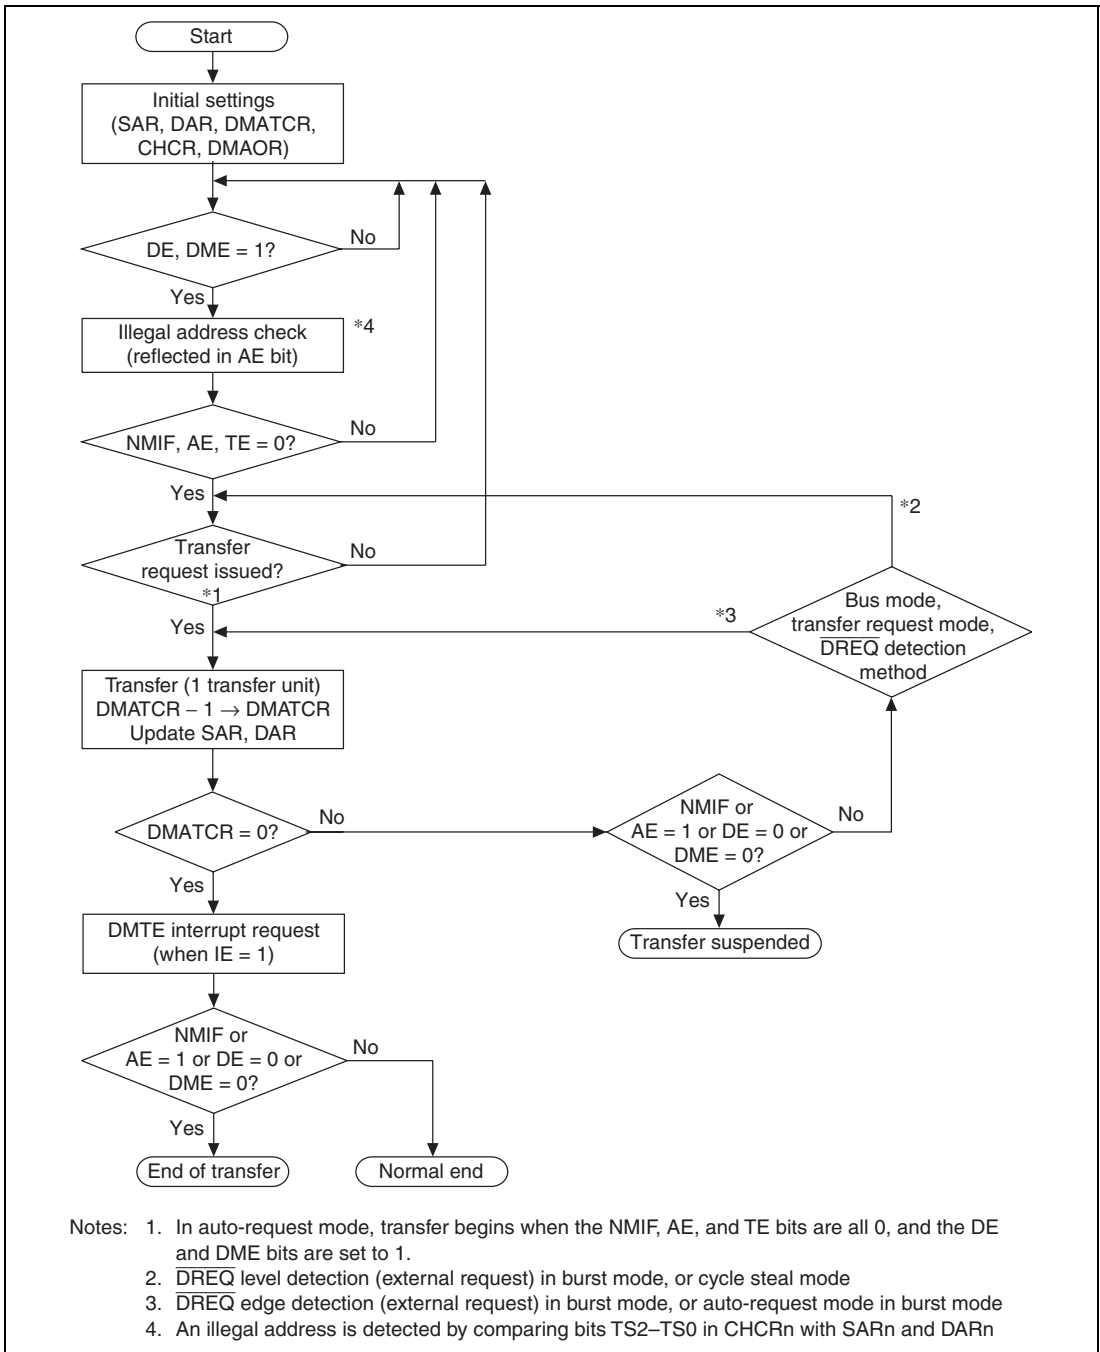 Start
Initial settings
(SAR, DAR, DMATCR,
CHCR, DMAOR)
DE, DME = 1?
No
Yes
Illegal address check
(reflected in AE bit)
*4
NMIF, AE, TE = 0?
No
Yes
*2
Transfer
request issued?
*1
No
Yes
*3
Bus mode,
transfer request mode,
DREQ detection
method
Transfer (1 transfer unit)
DMATCR – 1 → DMATCR
Update SAR, DAR
DMATCR = 0?
No
NMIF or
AE = 1 or DE = 0 or
DME = 0?
No
Yes
Transfer suspended
Yes
DMTE interrupt request
(when IE = 1)
NMIF or
AE = 1 or DE = 0 or
DME = 0?
No
Yes
End of transfer
Normal end
Notes: 1. In auto-request mode, transfer begins when the NMIF, AE, and TE bits are all 0, and the DE
and DME bits are set to 1.
2. DREQ level detection (external request) in burst mode, or cycle steal mode
3. DREQ edge detection (external request) in burst mode, or auto-request mode in burst mode
4. An illegal address is detected by comparing bits TS2–TS0 in CHCRn with SARn and DARn